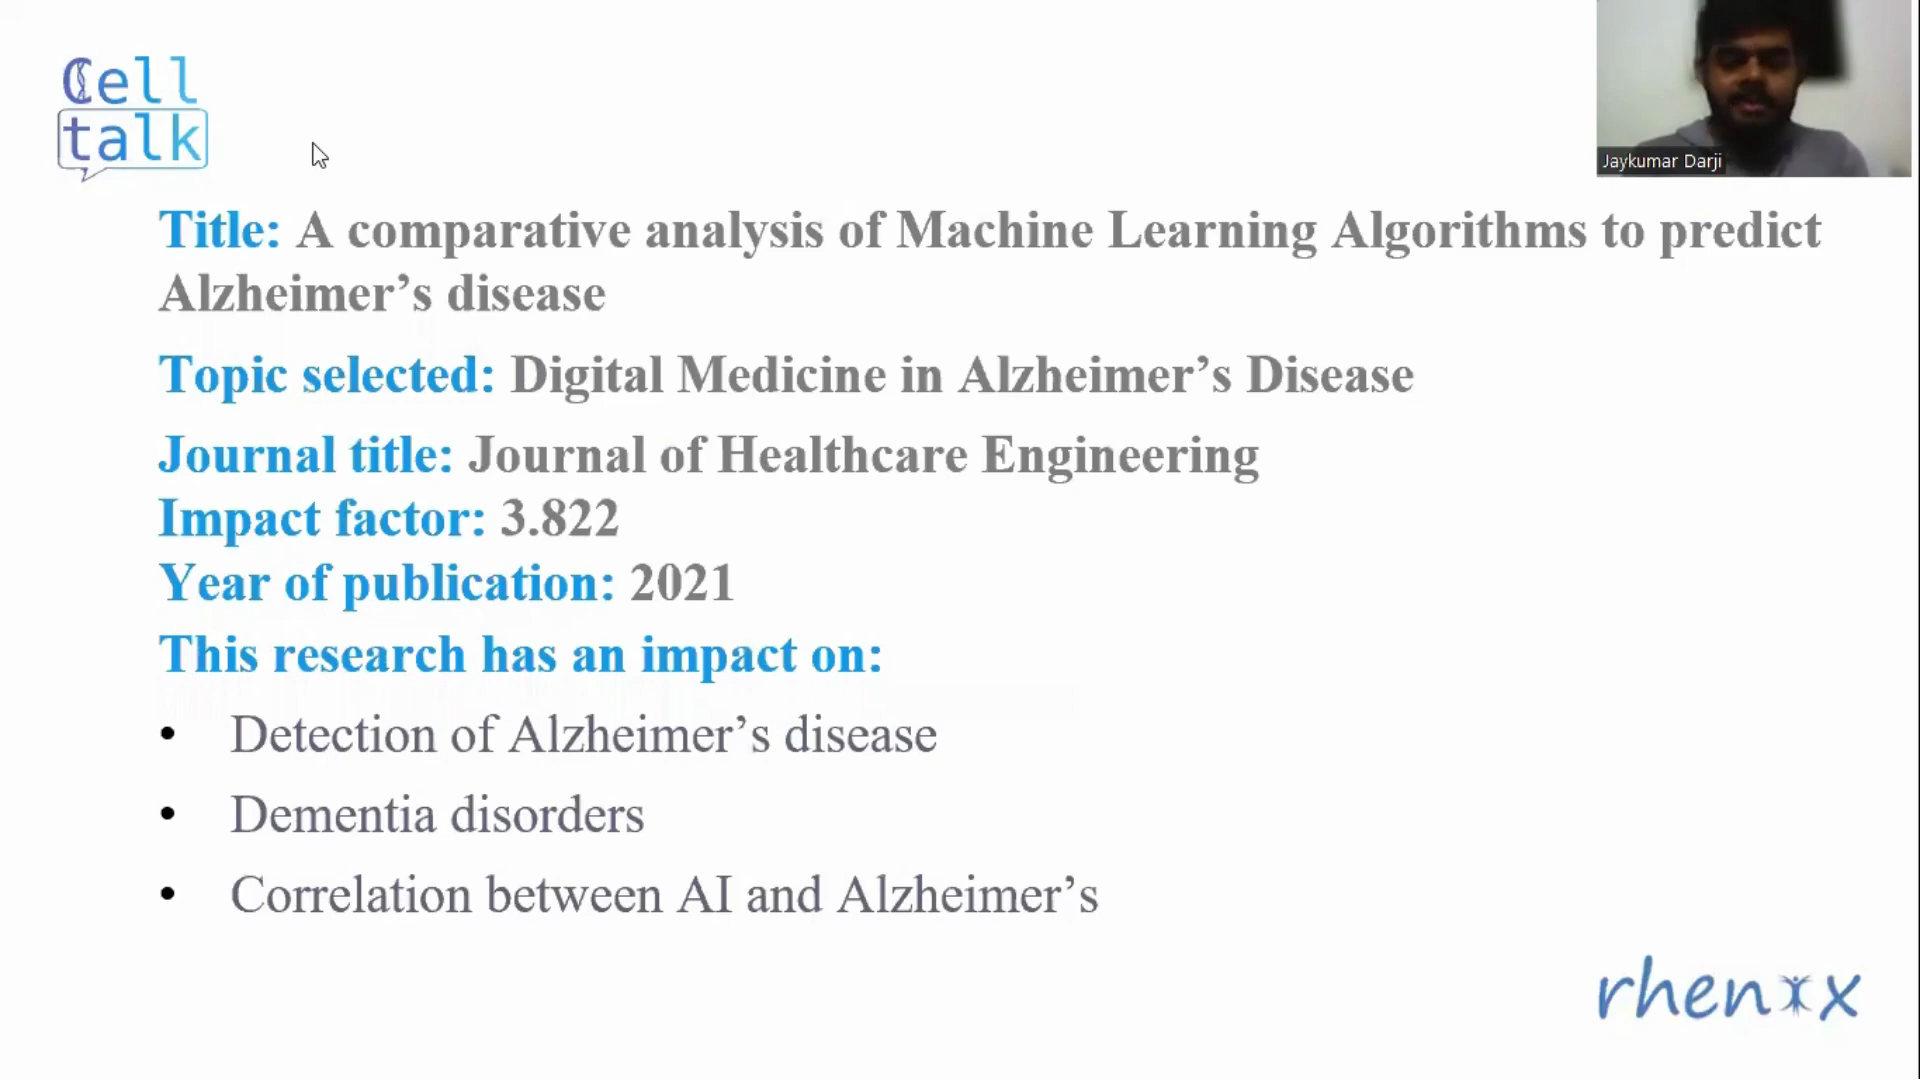 Cell
talk
Jaykumar Darji
Title: A comparative analysis of Machine Learning Algorithms to predict
Alzheimer’s disease
Topic selected: Digital Medicine in Alzheimer’s Disease
Journal title: Journal of Healthcare Engineering
Impact factor: 3.822
Year of publication: 2021
This research has an impact on:
• Detection of Alzheimer’s disease
• Dementia disorders
• Correlation between AI and Alzheimer’s
rhenix